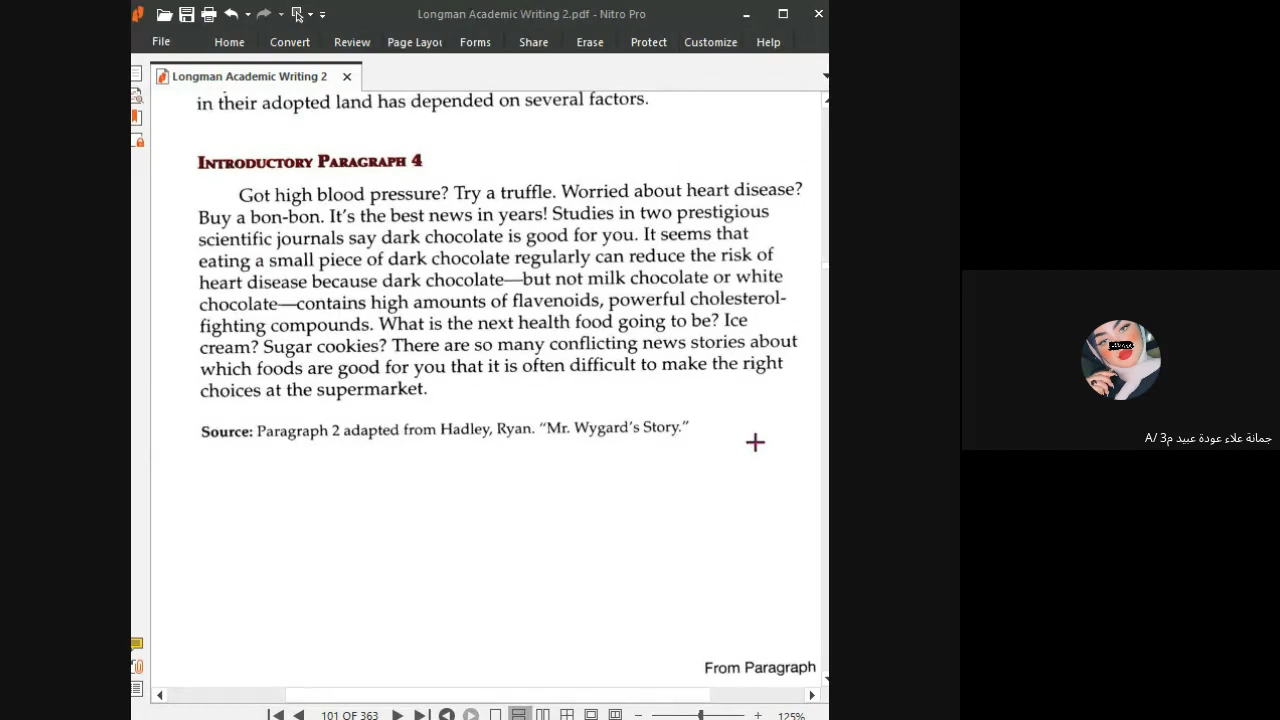 Longman Academic Writing 2.pdf - Nitro Pro
File Home Convert Review Page Layou Forms Share Erase Protect Customize Help
Longman Academic Writing 2
in their adopted land has depended on several factors.
INTRODUCTORY PARAGRAPH 4
Got high blood pressure? Try a truffle. Worried about heart disease?
Buy a bon-bon. It's the best news in years! Studies in two prestigious
scientific journals say dark chocolate is good for you. It seems that
eating a small piece of dark chocolate regularly can reduce the risk of
heart disease because dark chocolate—but not milk chocolate or white
chocolate—contains high amounts of flavenoids, powerful cholesterol-
fighting compounds. What is the next health food going to be? Ice
cream? Sugar cookies? There are so many conflicting news stories about
which foods are good for you that it is often difficult to make the right
choices at the supermarket.
Source: Paragraph 2 adapted from Hadley, Ryan. “Mr. Wygard’s Story.”
جمانة علاء عودة عبيد م3 /A
From Paragraph
101 OF 363
125%